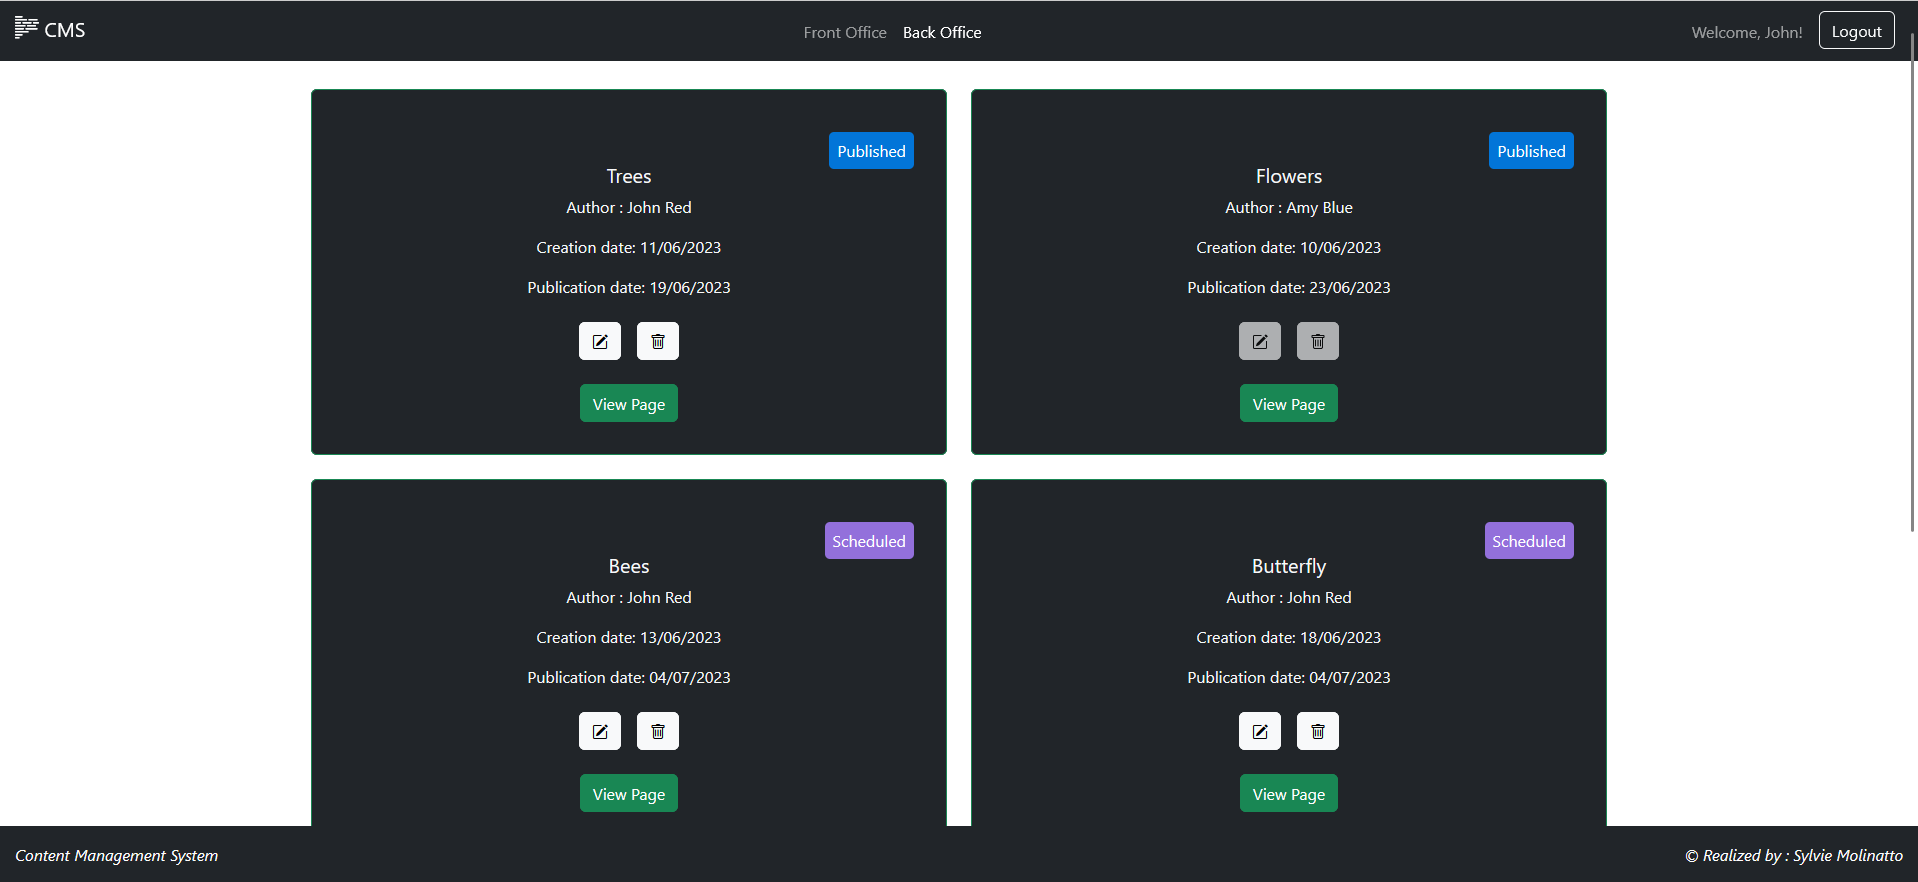 CMS
Front Office
Back Office
Welcome, John!
Logout
Published
Trees
Author : John Red
Creation date: 11/06/2023
Publication date: 19/06/2023
View Page
Published
Flowers
Author : Amy Blue
Creation date: 10/06/2023
Publication date: 23/06/2023
View Page
Scheduled
Bees
Author : John Red
Creation date: 13/06/2023
Publication date: 04/07/2023
View Page
Scheduled
Butterfly
Author : John Red
Creation date: 18/06/2023
Publication date: 04/07/2023
View Page
Content Management System
© Realized by : Sylvie Molinatto